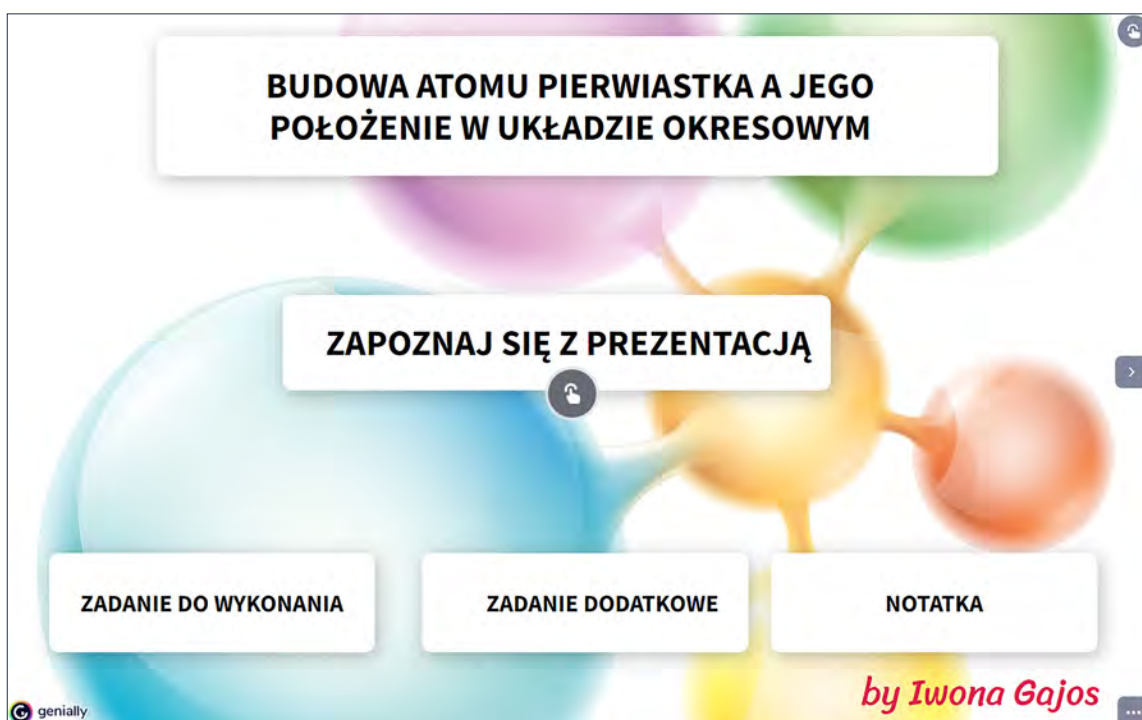 BUDOWA ATOMU PIERWIASTKA A JEGO
POŁOŻENIE W UKŁADZIE OKRESOWYM
ZAPOZNAJ SIĘ Z PREZENTACJĄ
ZADANIE DO WYKONANIA
ZADANIE DODATKOWE
NOTATKA
by Iwona Gajos
genially